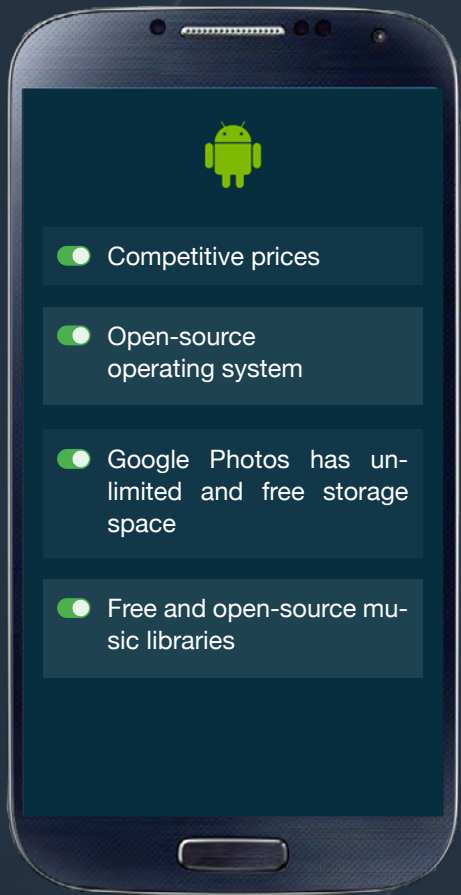 Competitive prices
Open-source
operating system
Google Photos has un-
limited and free storage
space
Free and open-source mu-
sic libraries